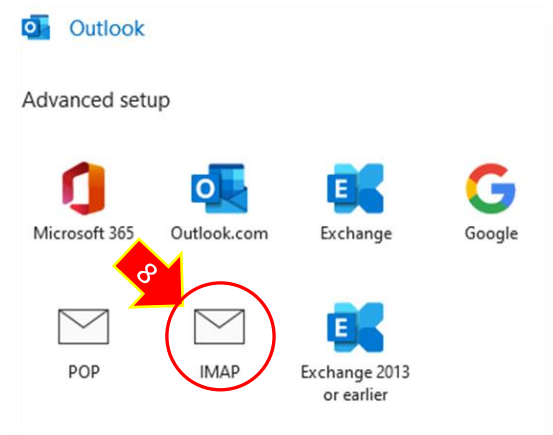 Outlook
Advanced setup
Microsoft 365 Outlook.com Exchange Google
8
POP IMAP Exchange 2013
or earlier